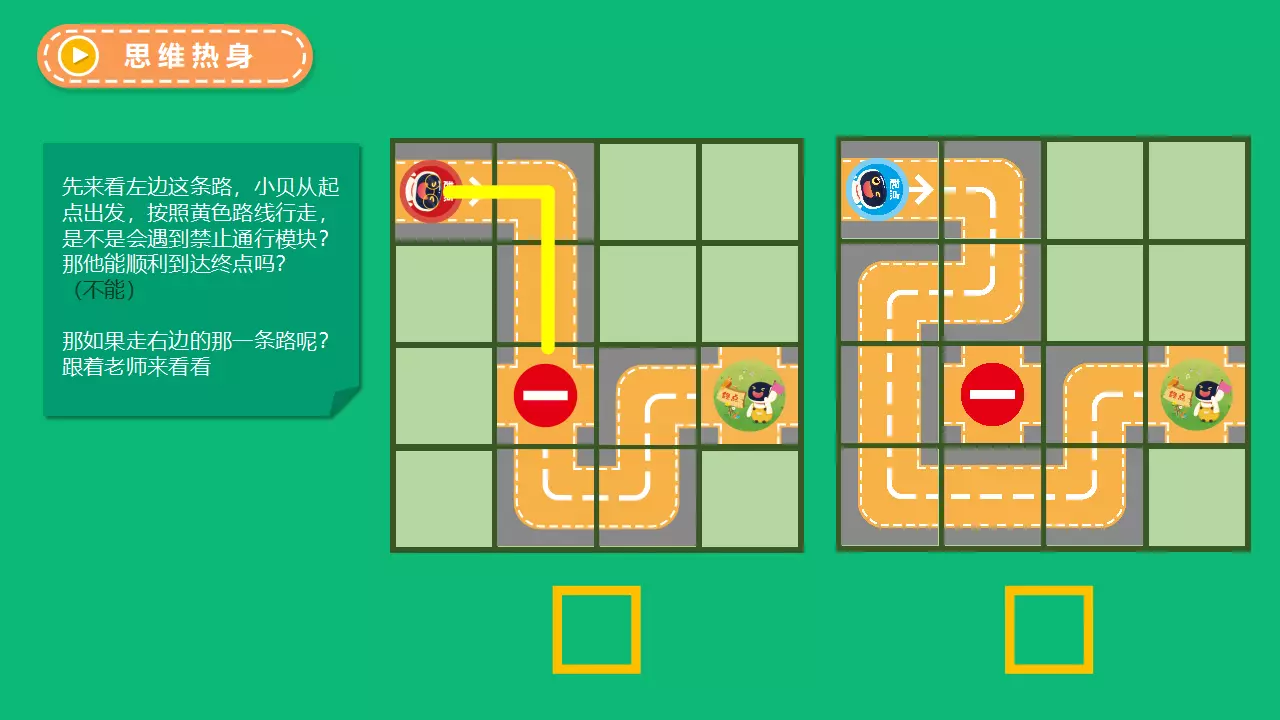 思维热身
先来看左边这条路，小贝从起
点出发，按照黄色路线行走，
是不是会遇到禁止通行模块？
那他能顺利到达终点吗？
（不能）
那如果走右边的那一条路呢？
跟着老师来看看